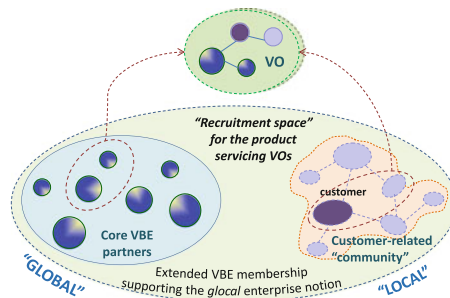 VO
“Recruitment space”
for the product
servicing VOs
customer
Core VBE
partners
Customer-related
“community”
“GLOBAL”
“LOCAL”
Extended VBE membership
supporting the glocal enterprise notion